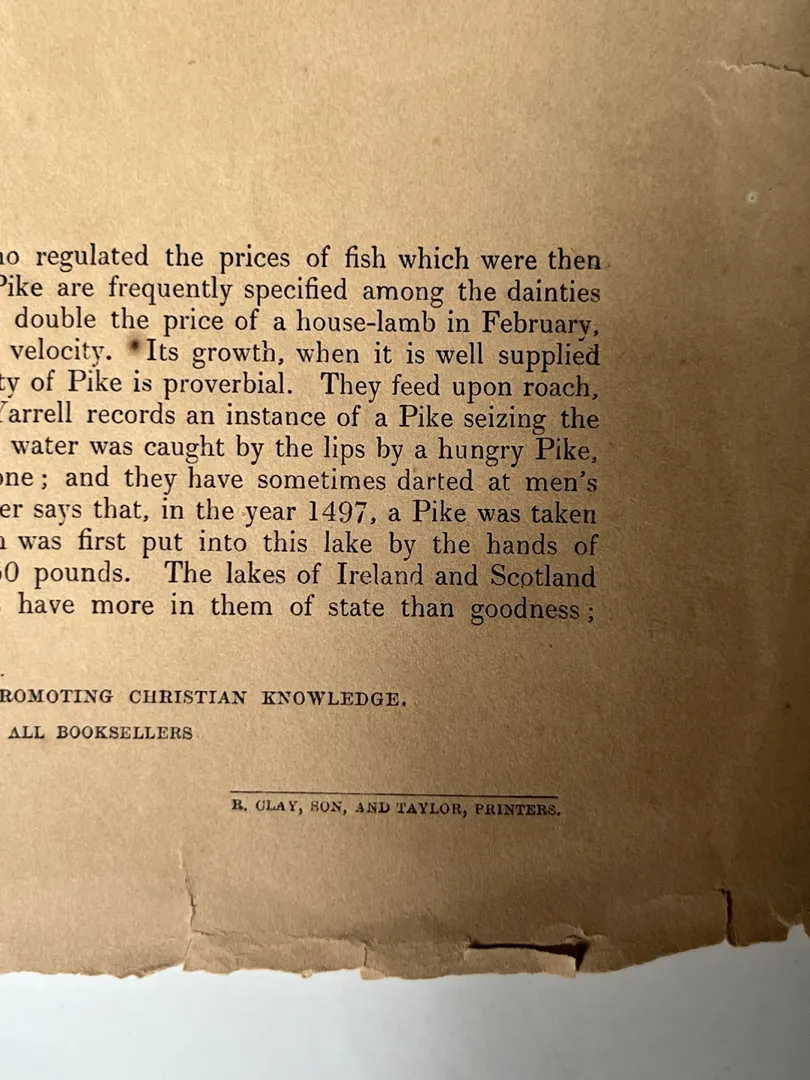 regulated the prices of fish which were then
Pike are frequently specified among the dainties
double the price of a house-lamb in February,
velocity. Its growth, when it is well supplied
ty of Pike is proverbial. They feed upon roach,
Yarrell records an instance of a Pike seizing the
water was caught by the lips by a hungry Pike,
one; and they have sometimes darted at men's
er says that, in the year 1497, a Pike was taken
was first put into this lake by the hands of
0 pounds. The lakes of Ireland and Scotland
have more in them of state than goodness;
ROMOTING CHRISTIAN KNOWLEDGE.
ALL BOOKSELLERS
R. CLAY, SON, AND TAYLOR, PRINTERS.